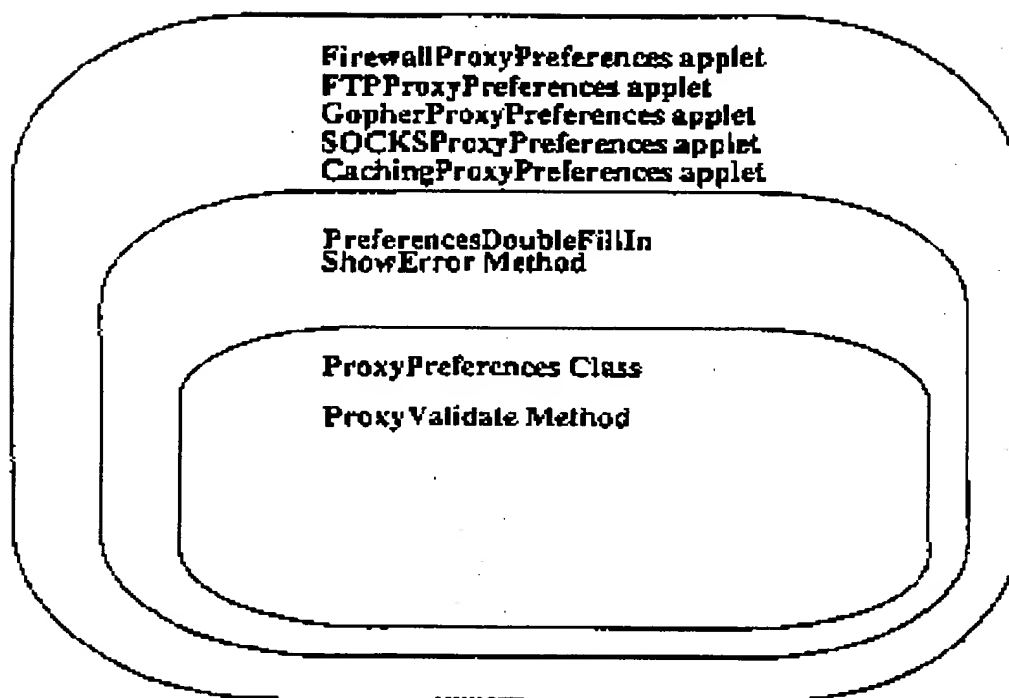 FirewallProxyPreferences applet
FTPProxyPreferences applet
GopherProxyPreferences applet
SOCKSProxyPreferences applet
CachingProxyPreferences applet
PreferencesDoubleFillIn
ShowError Method
ProxyPreferences Class
ProxyValidate Method